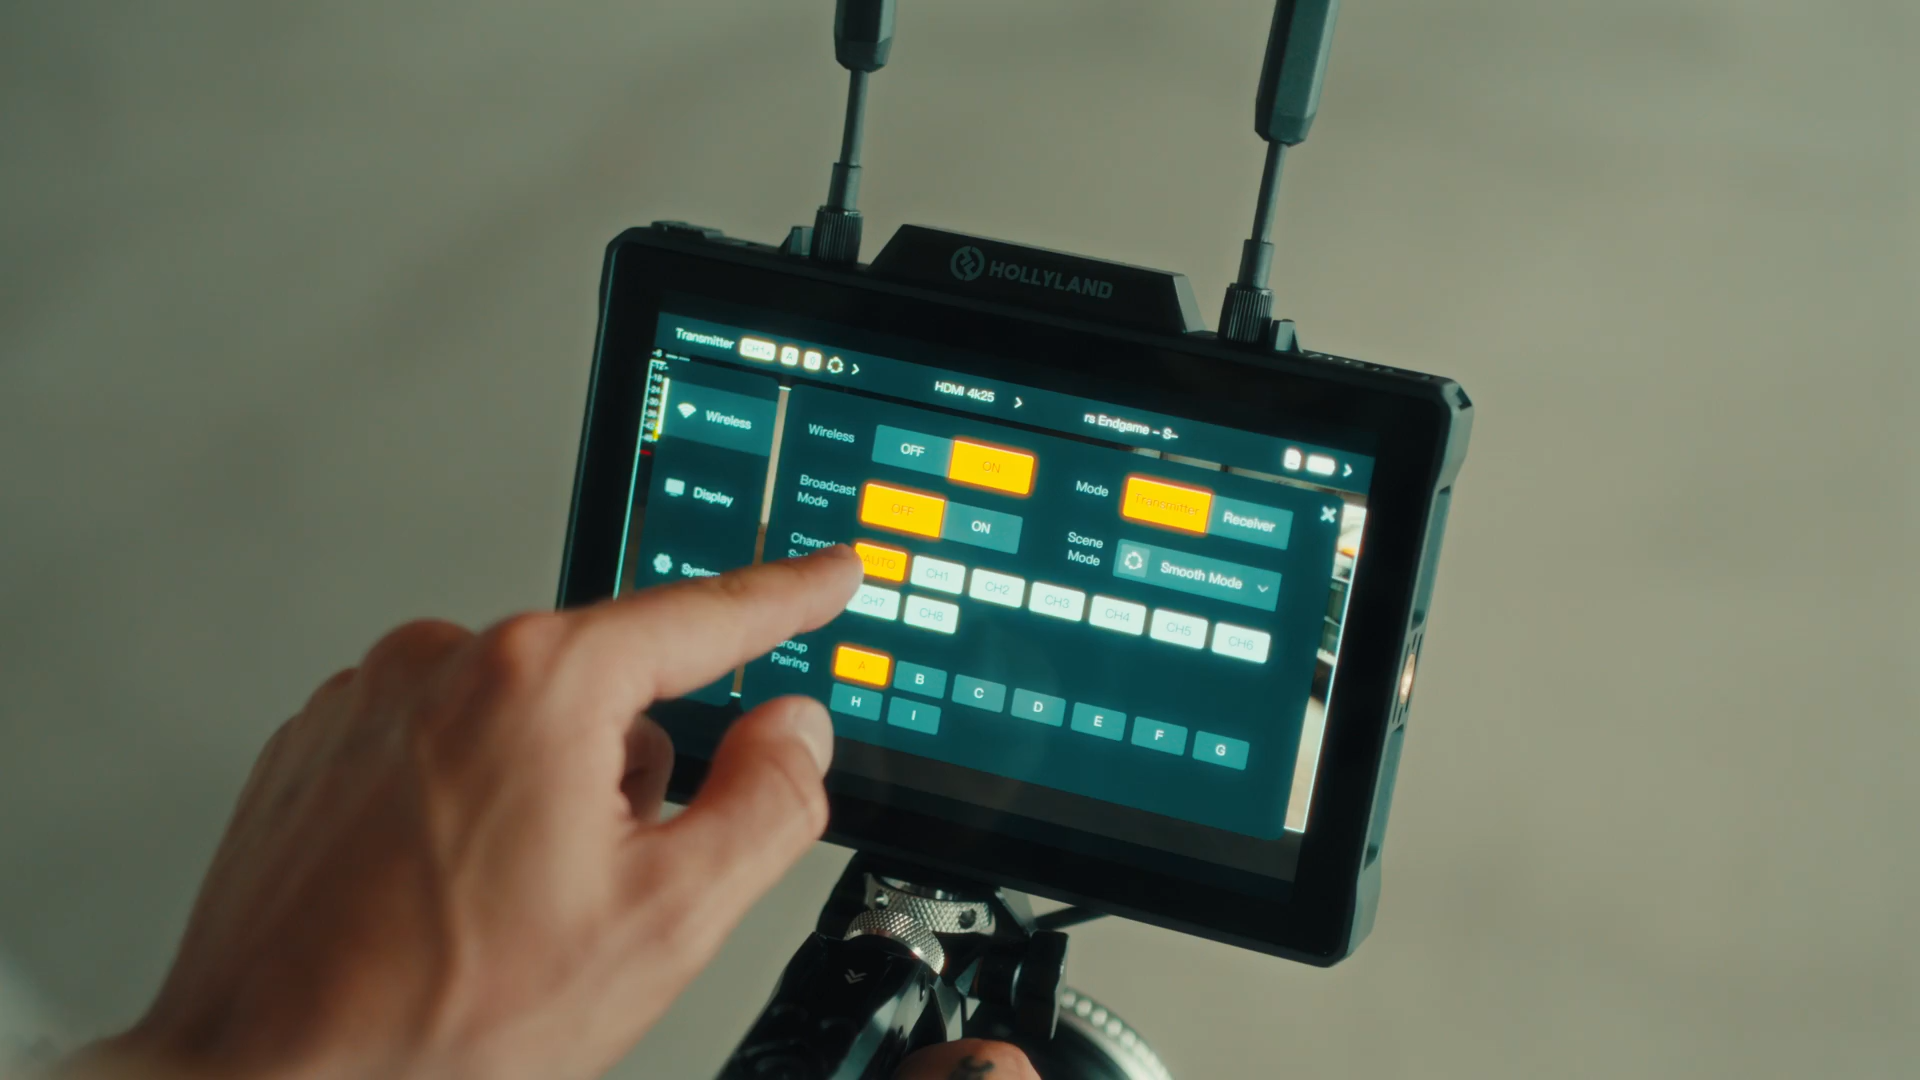 HOLLYLAND
Transmitter A
HDMI 4k25
rs Endgame - S-
Wireless
Display
Wireless OFF ON
Mode Transmitter Receiver
Broadcast
Mode
OFF ON
Scene
Mode
Smooth Mode
AUTO CH1 CH2 CH3 CH4 CH5 CH6
CH7 CH8
Pairing
A B C D E F G
H I